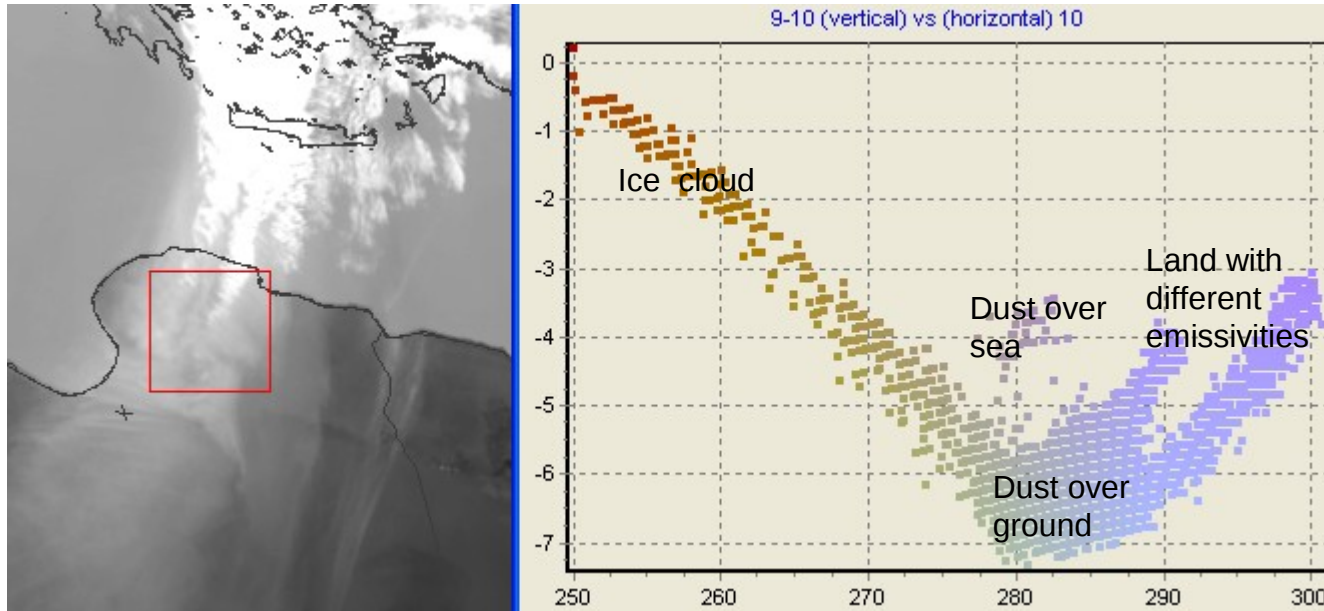 9-10 (vertical) vs (horizontal) 10
0
-1
Ice cloud
-2
-3
Land with
different
emissivities
Dust over
sea
-4
-5
-6
Dust over
ground
-7
250
260
270
280
290
300